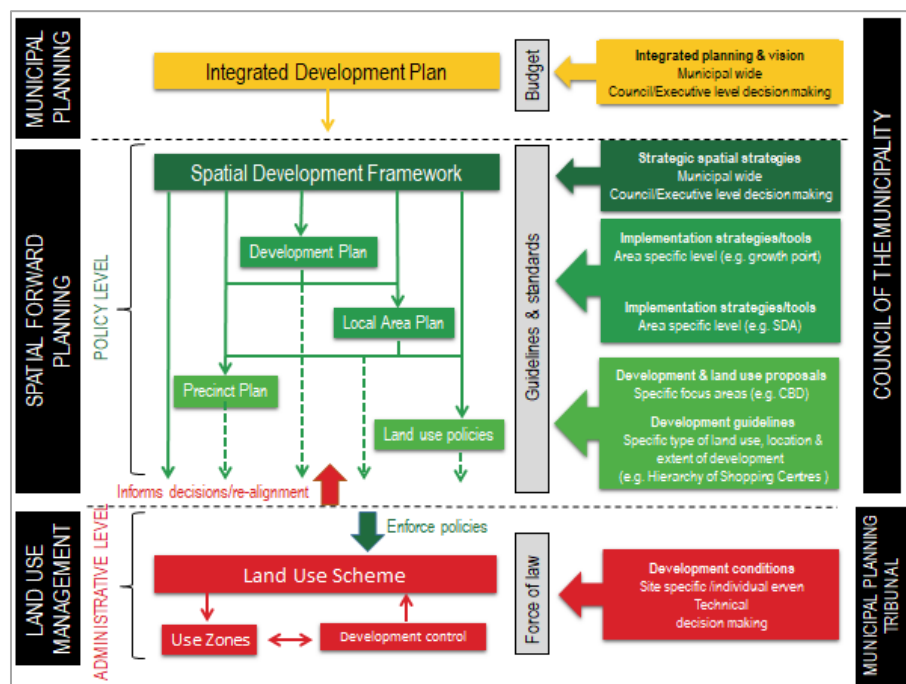 MUNICIPAL
PLANNING
Integrated Development Plan
Budget
Integrated planning & vision
Municipal wide
Council/Executive level decision making
COUNCIL OF THE MUNICIPALITY
SPATIAL FORWARD
PLANNING
POLICY LEVEL
Spatial Development Framework
Development Plan
Local Area Plan
Precinct Plan
Land use policies
Informs decisions/re-alignment
Guidelines & standards
Strategic spatial strategies
Municipal wide
Council/Executive level decision making
Implementation strategies/tools
Area specific level (e.g. growth point)
Implementation strategies/tools
Area specific level (e.g. SDA)
Development & land use proposals
Specific focus areas (e.g. CBD)
Development guidelines
Specific type of land use, location &
extent of development
(e.g. Hierarchy of Shopping Centres )
LAND USE
MANAGEMENT
ADMINISTRATIVE LEVEL
Enforce policies
Land Use Scheme
Use Zones
Development control
Force of law
Development conditions
Site specific /individual erven
Technical
decision making
MUNICIPAL PLANNING
TRIBUNAL